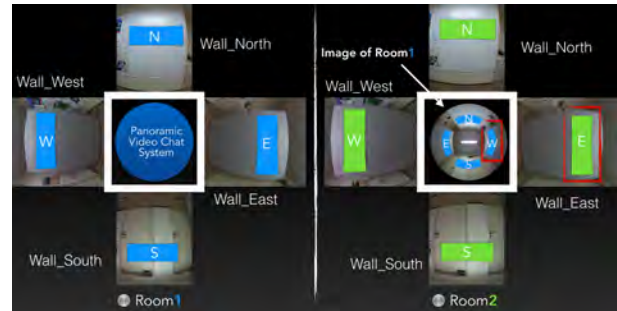 N
Wall_North
Wall_West
W
Panoramic
Video Chat
System
E
Wall_East
Wall_South
S
Room1
Image of Room1
N
Wall_North
Wall_West
W
N
E
W
S
E
Wall_East
Wall_South
S
Room2